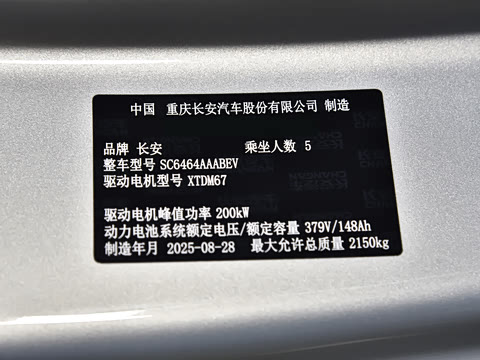 中国 重庆长安汽车股份有限公司 制造
品牌 长安 乘坐人数 5
整车型号 SC6464AAABEV
驱动电机型号 XTDM67
驱动电机峰值功率 200kW
动力电池系统额定电压/额定容量 379V/148Ah
制造年月 2025-08-28 最大允许总质量 2150kg